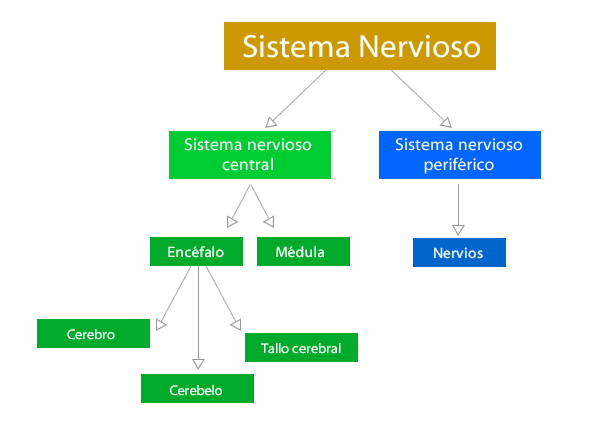 Sistema Nervioso
Sistema nervioso
central
Sistema nervioso
periférico
Encéfalo
Médula
Nervios
Cerebro
Tallo cerebral
Cerebelo